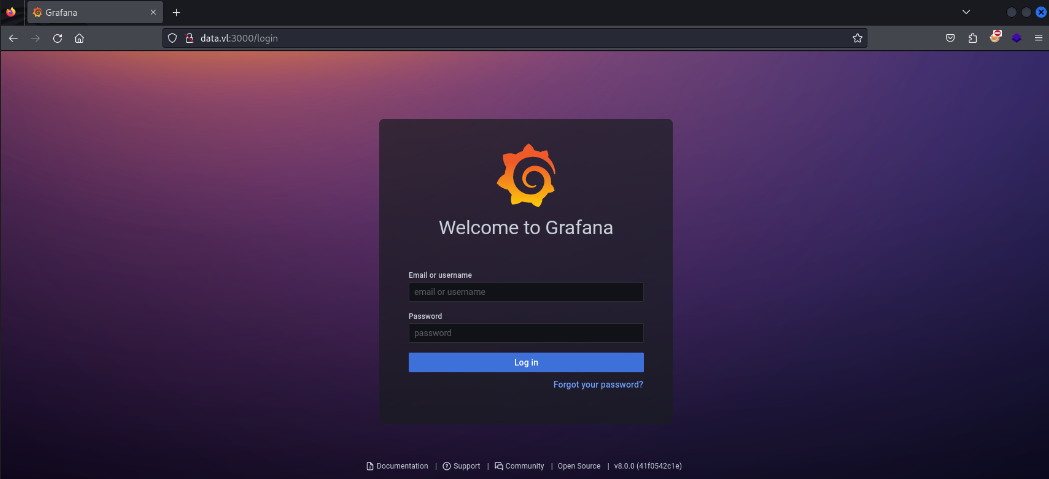 Grafana
data.vl:3000/login
Welcome to Grafana
Email or username
email or username
Password
password
Log in
Forgot your password?
Documentation | Support | Community | Open Source | v8.0.0 (41f0542c1e)